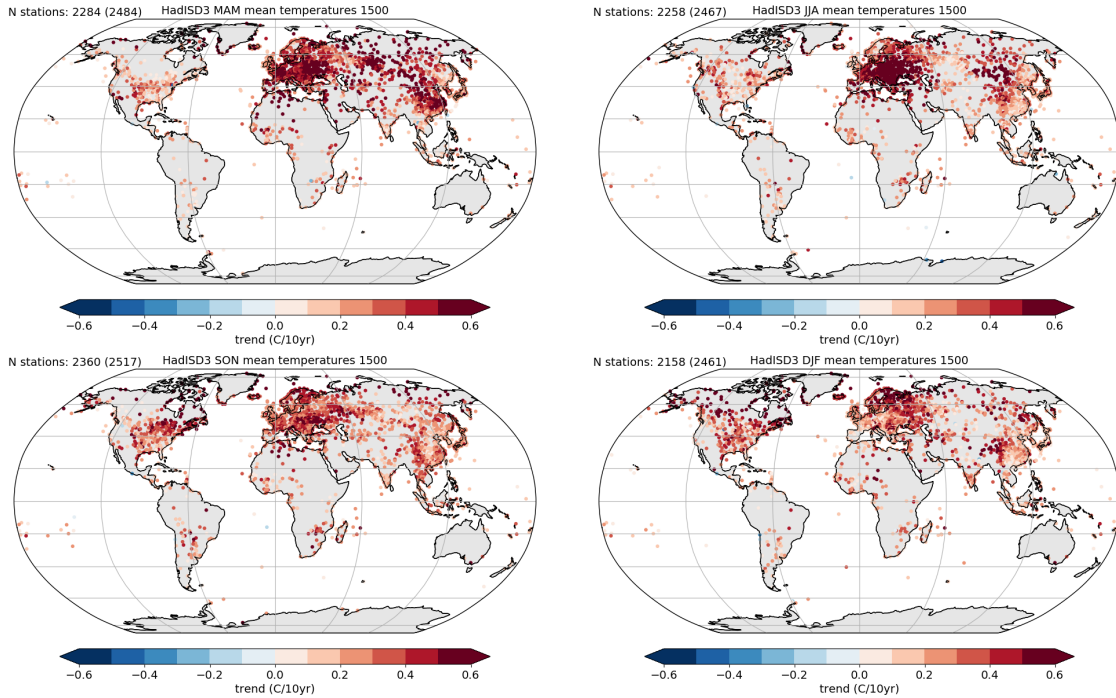 N stations: 2284 (2484)
HadISD3 MAM mean temperatures 1500
−0.6 −0.4 −0.2 0.0 0.2 0.4 0.6
trend (C/10yr)
N stations: 2258 (2467)
HadISD3 JJA mean temperatures 1500
−0.6 −0.4 −0.2 0.0 0.2 0.4 0.6
trend (C/10yr)
N stations: 2360 (2517)
HadISD3 SON mean temperatures 1500
−0.6 −0.4 −0.2 0.0 0.2 0.4 0.6
trend (C/10yr)
N stations: 2158 (2461)
HadISD3 DJF mean temperatures 1500
−0.6 −0.4 −0.2 0.0 0.2 0.4 0.6
trend (C/10yr)